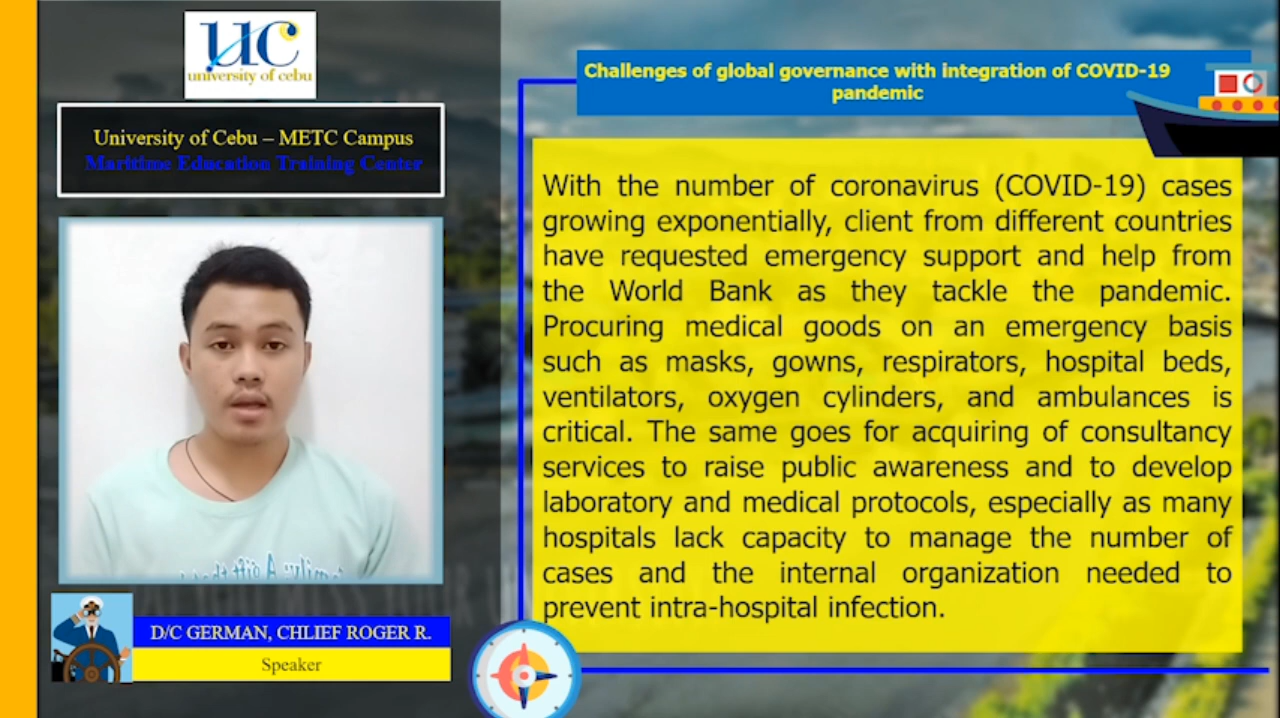 UC
university of cebu
University of Cebu – METC Campus
Maritime Education Training Center
D/C GERMAN, CHLIEF ROGER R.
Speaker
Challenges of global governance with integration of COVID-19
pandemic
With the number of coronavirus (COVID-19) cases
growing exponentially, client from different countries
have requested emergency support and help from
the World Bank as they tackle the pandemic.
Procuring medical goods on an emergency basis
such as masks, gowns, respirators, hospital beds,
ventilators, oxygen cylinders, and ambulances is
critical. The same goes for acquiring of consultancy
services to raise public awareness and to develop
laboratory and medical protocols, especially as many
hospitals lack capacity to manage the number of
cases and the internal organization needed to
prevent intra-hospital infection.